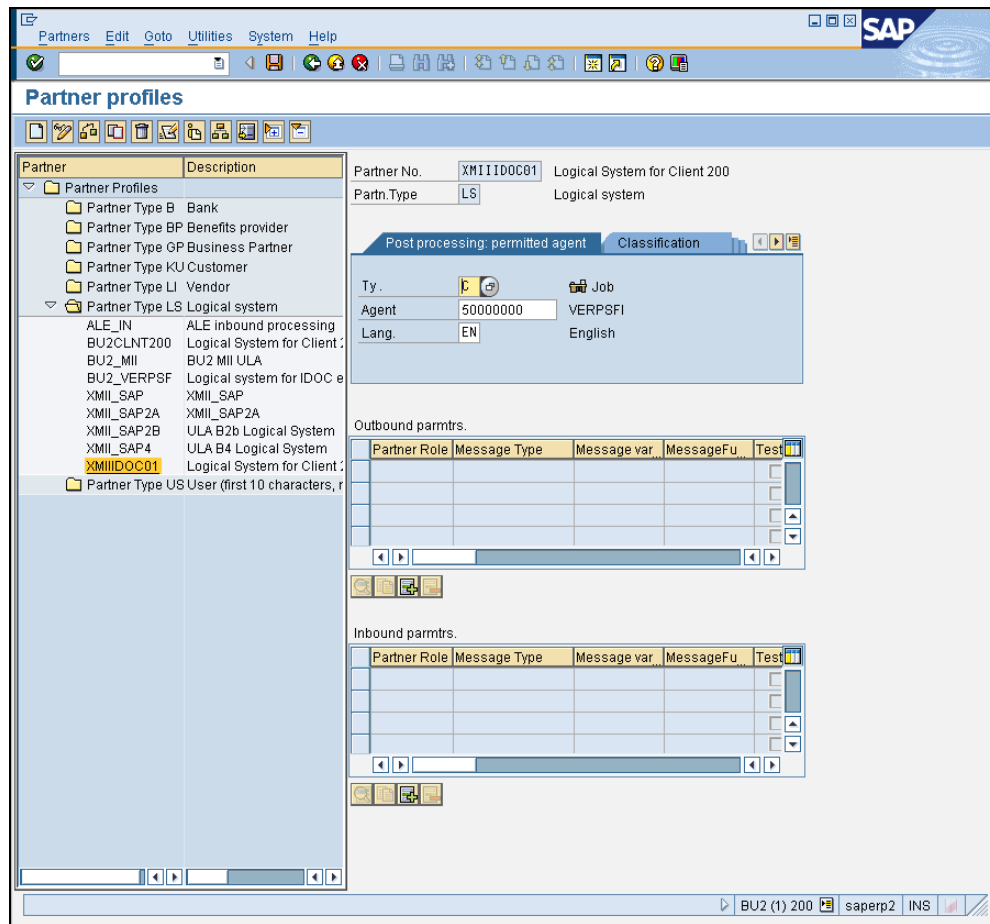 Partners Edit Goto Utilities System Help
SAP
Partner profiles
Partner Description
Partner Profiles
Partner Type B Bank
Partner Type BP Benefits provider
Partner Type GP Business Partner
Partner Type KU Customer
Partner Type LI Vendor
Partner Type LS Logical system
ALE_IN ALE inbound processing
BU2CLNT200 Logical System for Client
BU2_MII BU2 MII ULA
BU2_VERPSF Logical system for IDOC e
XMII_SAP XMII_SAP
XMII_SAP2A XMII_SAP2A
XMII_SAP2B ULA B2b Logical System
XMII_SAP4 ULA B4 Logical System
XMIIIDOC01 Logical System for Client
Partner Type US User (first 10 characters, r
Partner No. XMIIIDOC01 Logical System for Client 200
Partn.Type LS Logical system
Post processing: permitted agent Classification
Ty. C Job
Agent 50000000 VERPSFI
Lang. EN English
Outbound parmtrs.
Partner Role Message Type Message var... MessageFu... Test
Inbound parmtrs.
Partner Role Message Type Message var... MessageFu... Test
BU2 (1) 200 saperp2 INS